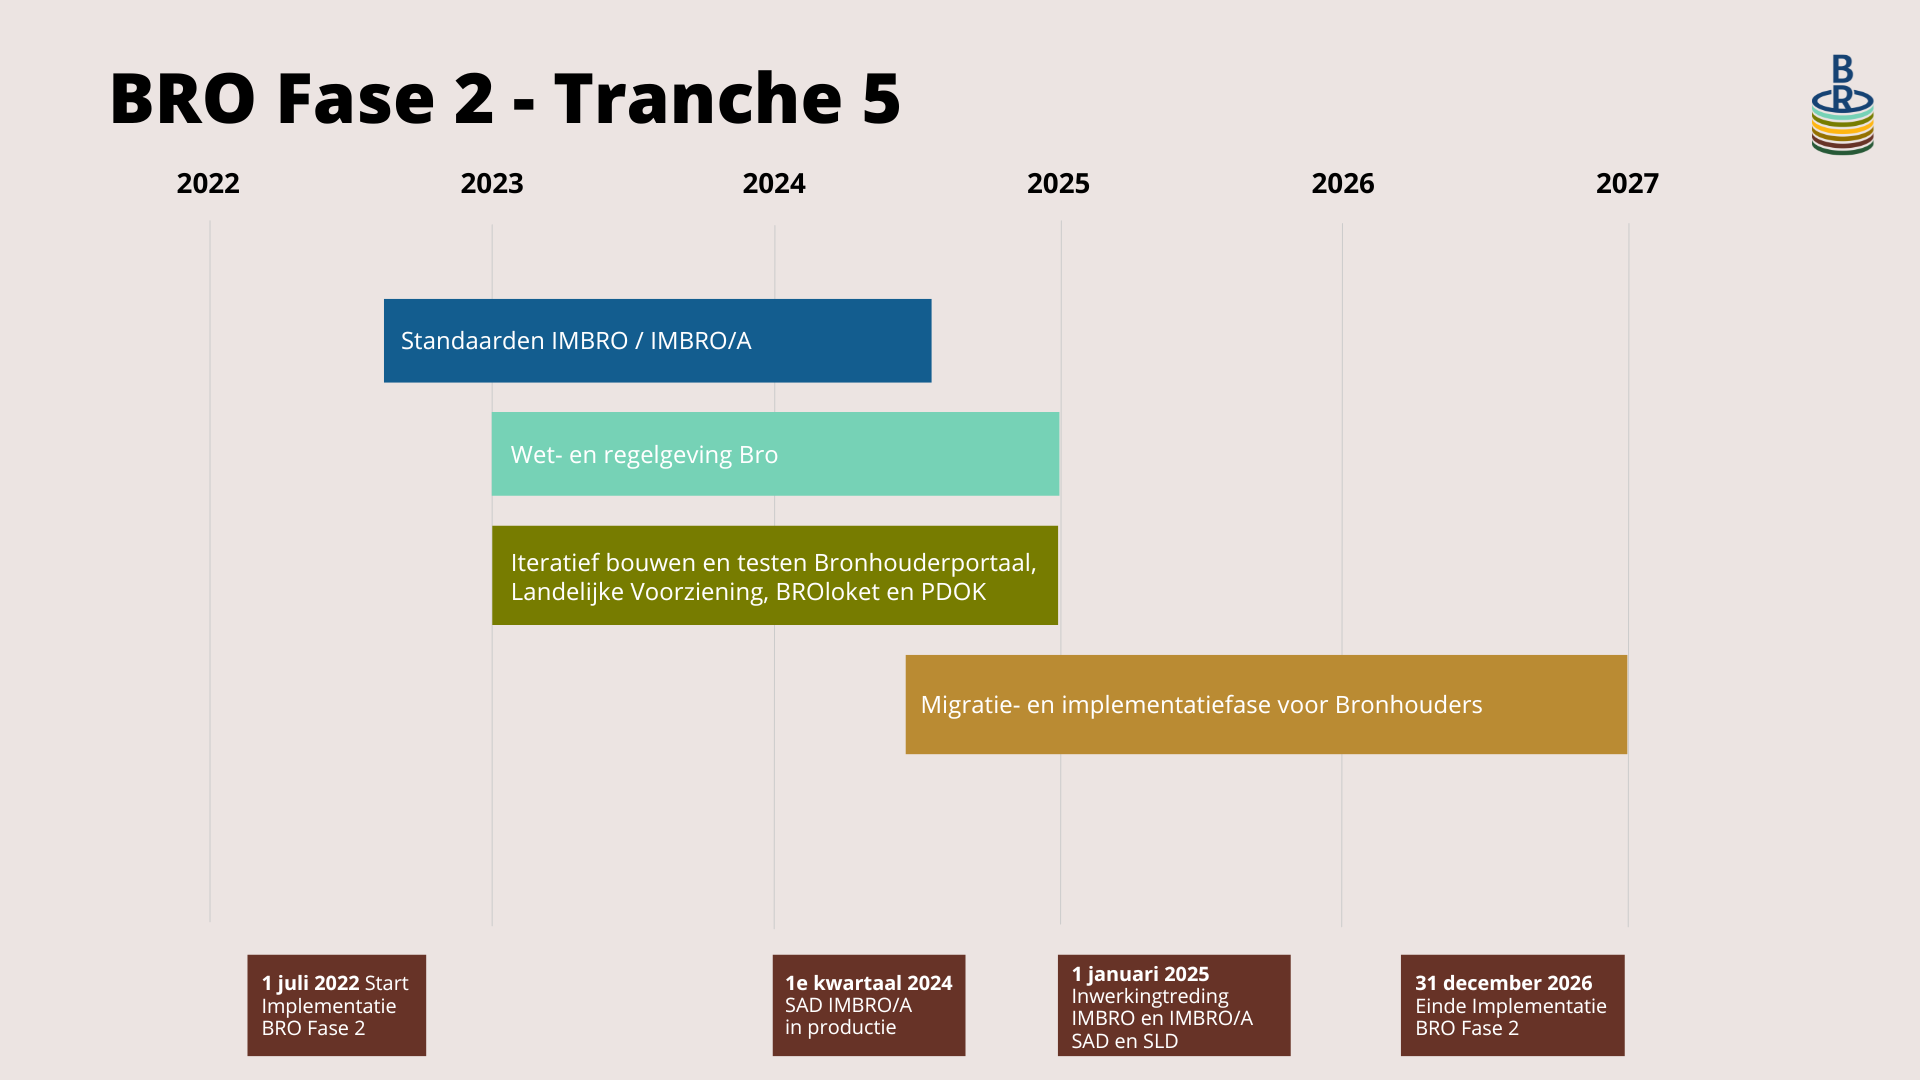 BRO Fase 2 - Tranche 5
B
R
2022 2023 2024 2025 2026 2027
Standaarden IMBRO / IMBRO/A
Wet- en regelgeving Bro
Iteratief bouwen en testen Bronhouderportaal,
Landelijke Voorziening, BROloket en PDOK
Migratie- en implementatiefase voor Bronhouders
1 juli 2022 Start
Implementatie
BRO Fase 2
1e kwartaal 2024
SAD IMBRO/A
in productie
1 januari 2025
Inwerkingtreding
IMBRO en IMBRO/A
SAD en SLD
31 december 2026
Einde Implementatie
BRO Fase 2